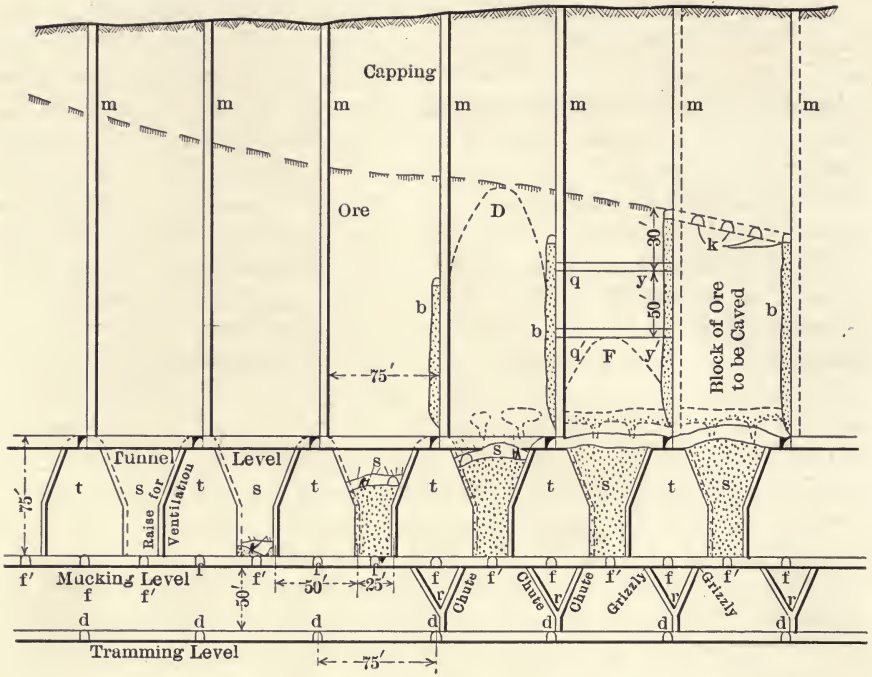 Capping
m m m m m m m
D
30'
Ore
k
q y
50'
b b b
Block of Ore
to be Caved
q F y
75'
Tunnel Level
s s
75'
t s t s t t t s t s
Raise for
Ventilation
f' f f' f f f' f f' f f' f
Mucking Level
f f'
50' 25'
50'
Chute Chute Chute Grizzly Grizzly
r r r r
d d d d d d d
Tramming Level
75'